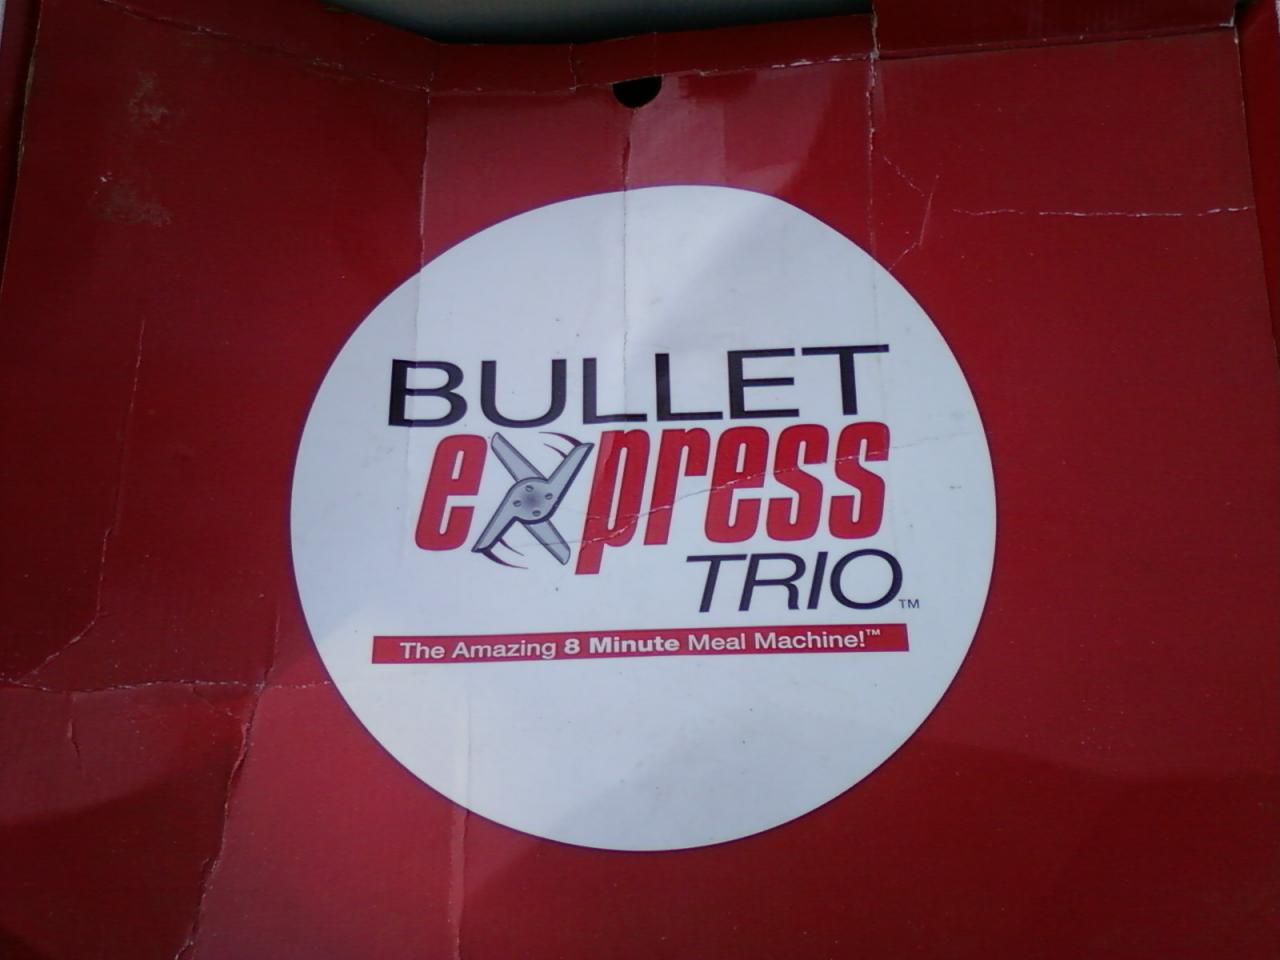 BULLET
express
TRIO™
The Amazing 8 Minute Meal Machine!™